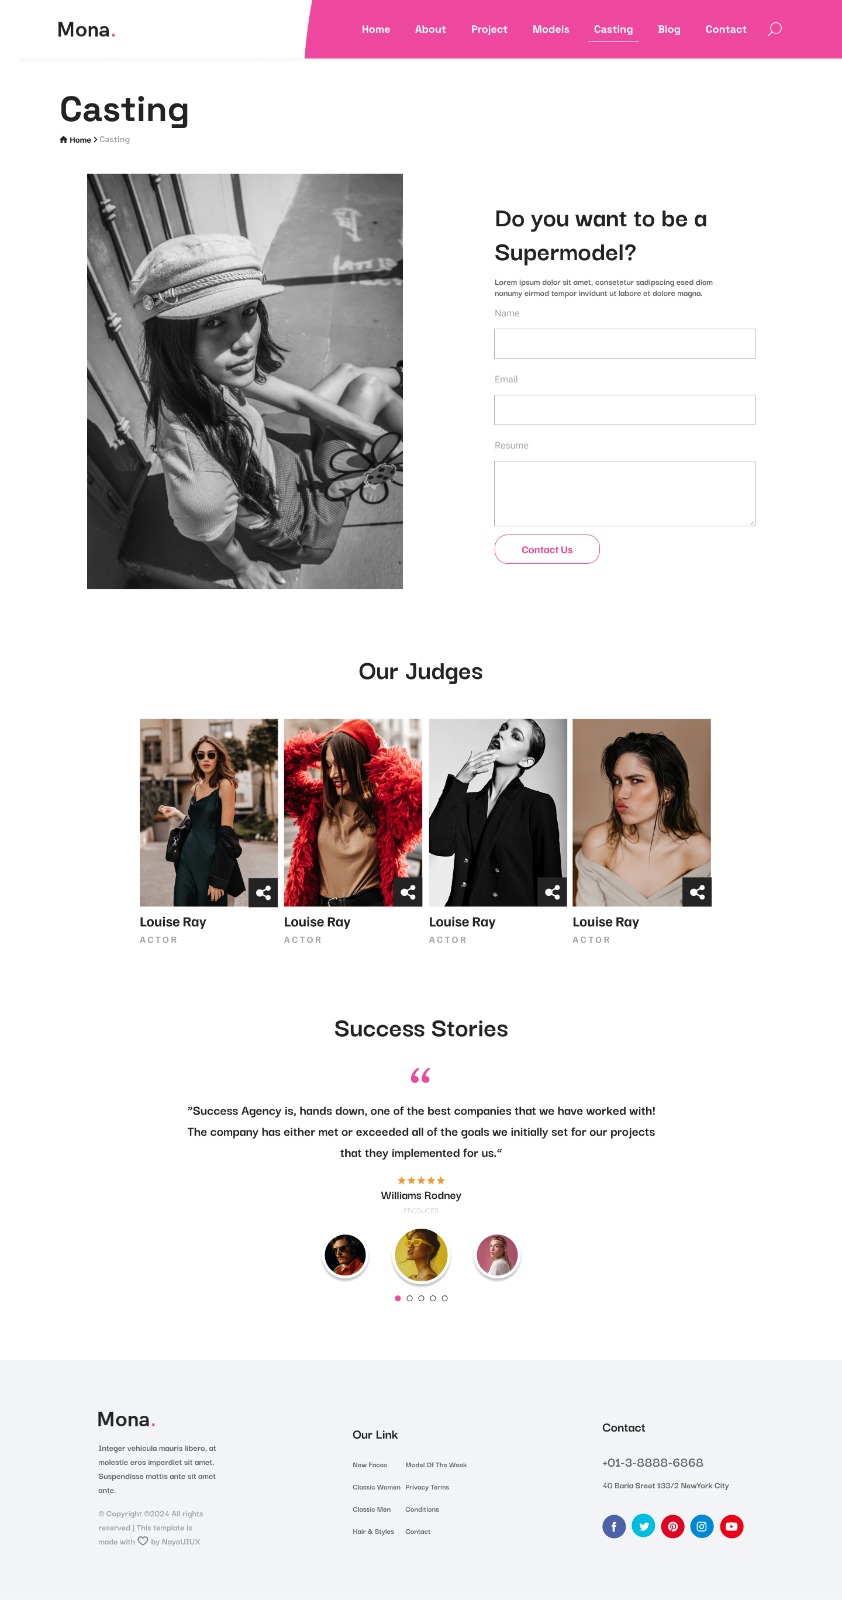 Mona.
Home About Project Models Casting Blog Contact
Casting
Home > Casting
Do you want to be a
Supermodel?
Lorem ipsum dolor sit amet, consetetur sadipscing esed diam
nonumy eirmod tempor invidunt ut labore et dolore magna.
Name
Email
Resume
Contact Us
Our Judges
Louise Ray
ACTOR
Louise Ray
ACTOR
Louise Ray
ACTOR
Louise Ray
ACTOR
Success Stories
“
”Success Agency is, hands down, one of the best companies that we have worked with!
The company has either met or exceeded all of the goals we initially set for our projects
that they implemented for us.“
Williams Rodney
PRODUCER
Mona.
Integer vehicula mauris libero, at
molestie eros imperdiet sit amet.
Suspendisse mattis ante sit amet
ante.
© Copyright ©2024 All rights
reserved | This template is
made with ♡ by NayaUIUX
Our Link
New Faces Model Of The Week
Classic Women Privacy Terms
Classic Men Conditions
Hair & Styles Contact
Contact
+01-3-8888-6868
40 Baria Sreet 133/2 NewYork City